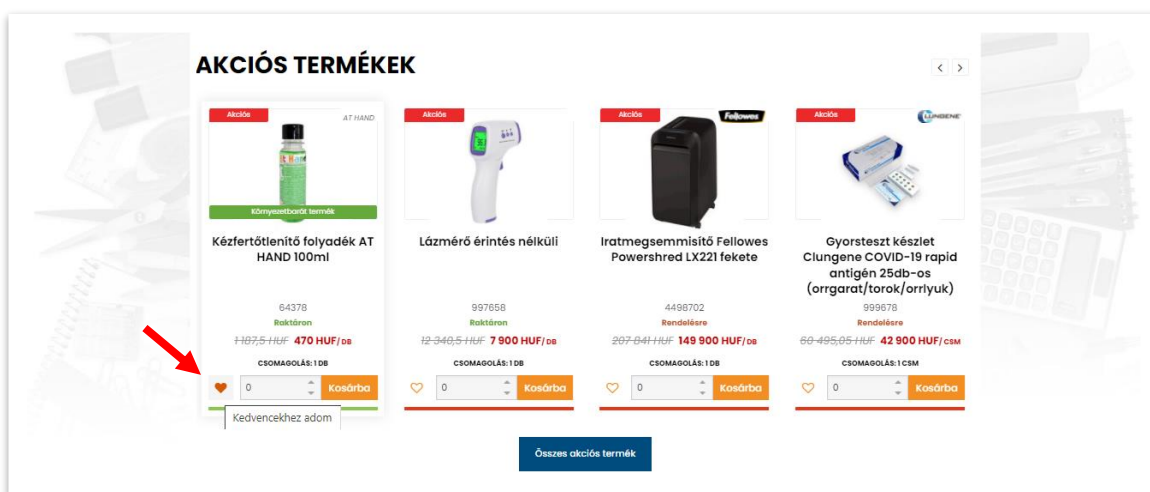 AKCIÓS TERMÉKEK
Akciós
AT HAND
Környezetbarát termék
Kézfertőtlenítő folyadék AT
HAND 100ml
64378
Raktáron
1 187,5 HUF 470 HUF/ DB
CSOMAGOLÁS: 1 DB
0
Kosárba
Kedvencekhez adom
Akciós
Lázmérő érintés nélküli
997658
Raktáron
12 340,5 HUF 7 900 HUF/ DB
CSOMAGOLÁS: 1 DB
0
Kosárba
Akciós
Fellowes
Iratmegsemmisítő Fellowes
Powershred LX221 fekete
4498702
Rendelésre
207 841 HUF 149 900 HUF/ DB
CSOMAGOLÁS: 1 DB
0
Kosárba
Akciós
CLUNGENE
Gyorsteszt készlet
Clungene COVID-19 rapid
antigén 25db-os
(orrgarat/torok/orrlyuk)
999678
Rendelésre
60 495,05 HUF 42 900 HUF/ CSM
CSOMAGOLÁS: 1 CSM
0
Kosárba
Összes akciós termék